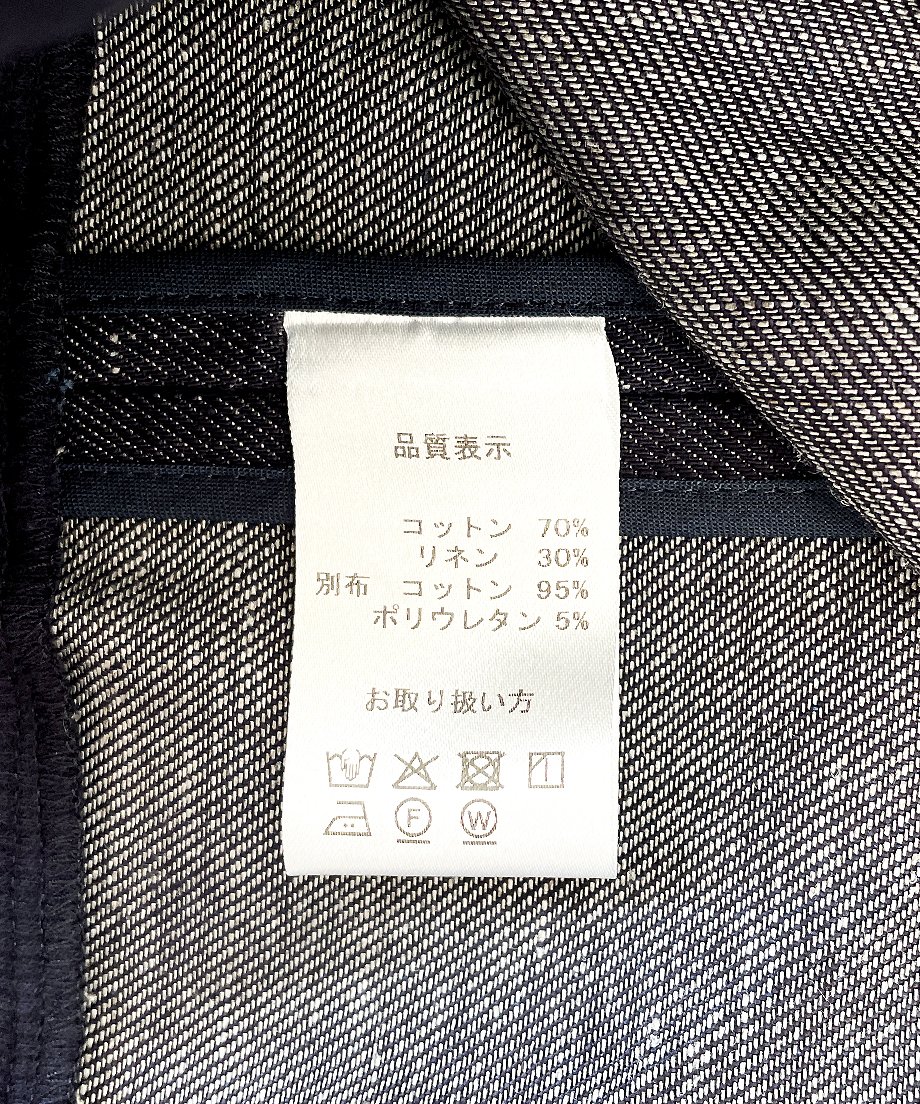 品質表示
コットン 70%
リネン 30%
別布 コットン 95%
ポリウレタン 5%
お取り扱い方
F W